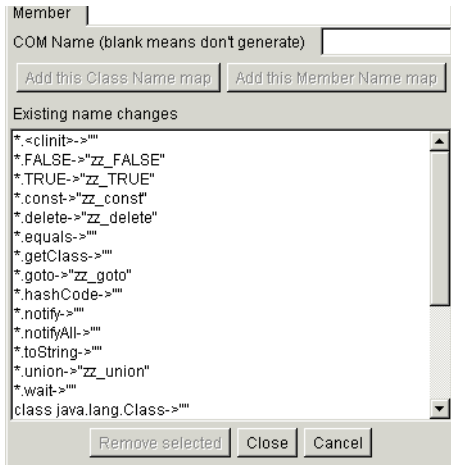 Member
COM Name (blank means don't generate)
Add this Class Name map Add this Member Name map
Existing name changes
*.<clinit>->""
*.FALSE->"zz_FALSE"
*.TRUE->"zz_TRUE"
*.const->"zz_const"
*.delete->"zz_delete"
*.equals->""
*.getClass->""
*.goto->"zz_goto"
*.hashCode->""
*.notify->""
*.notifyAll->""
*.toString->""
*.union->"zz_union"
*.wait->""
class java.lang.Class->""
Remove selected Close Cancel